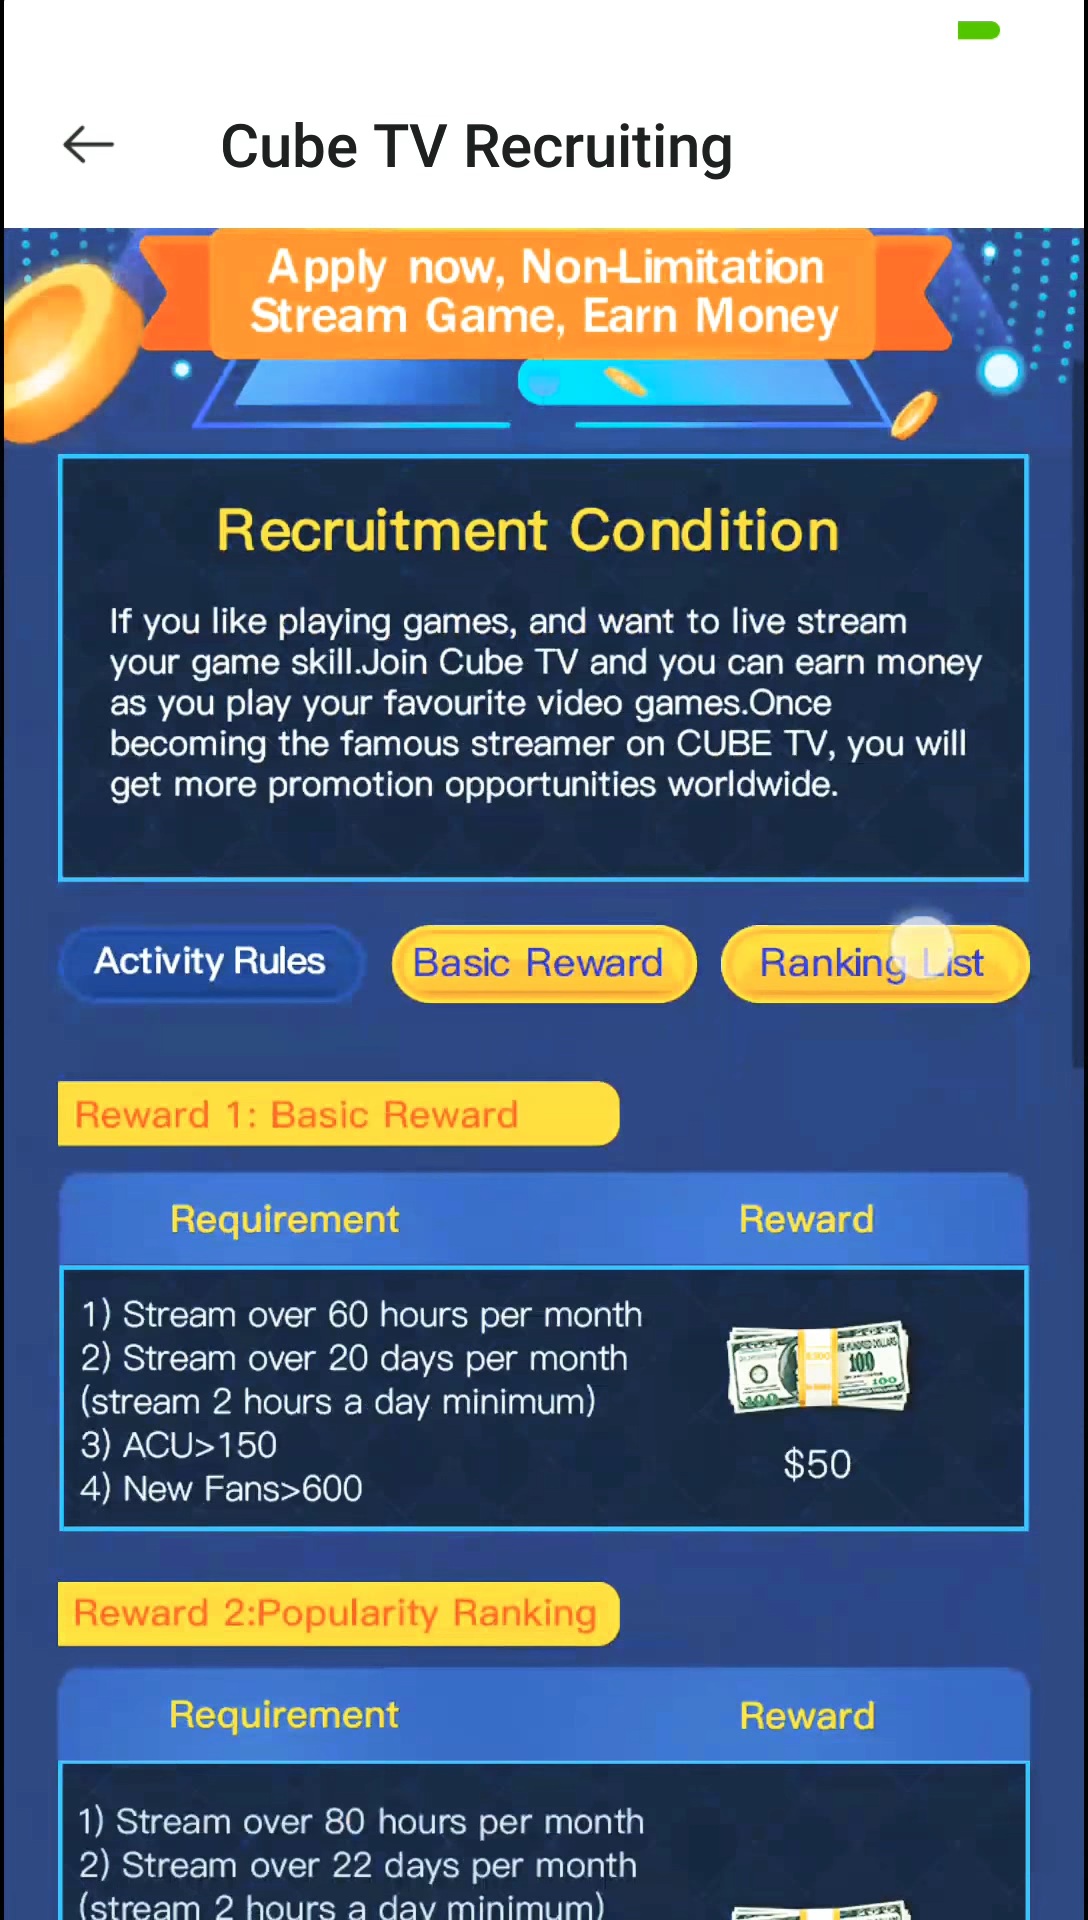 Cube TV Recruiting
Apply now, Non-Limitation
Stream Game, Earn Money
Recruitment Condition
If you like playing games, and want to live stream
your game skill.Join Cube TV and you can earn money
as you play your favourite video games.Once
becoming the famous streamer on CUBE TV, you will
get more promotion opportunities worldwide.
Activity Rules
Basic Reward
Ranking List
Reward 1: Basic Reward
Requirement
Reward
1) Stream over 60 hours per month
2) Stream over 20 days per month
(stream 2 hours a day minimum)
3) ACU>150
4) New Fans>600
100
100
100
$50
Reward 2:Popularity Ranking
Requirement
Reward
1) Stream over 80 hours per month
2) Stream over 22 days per month
(stream 2 hours a day minimum)